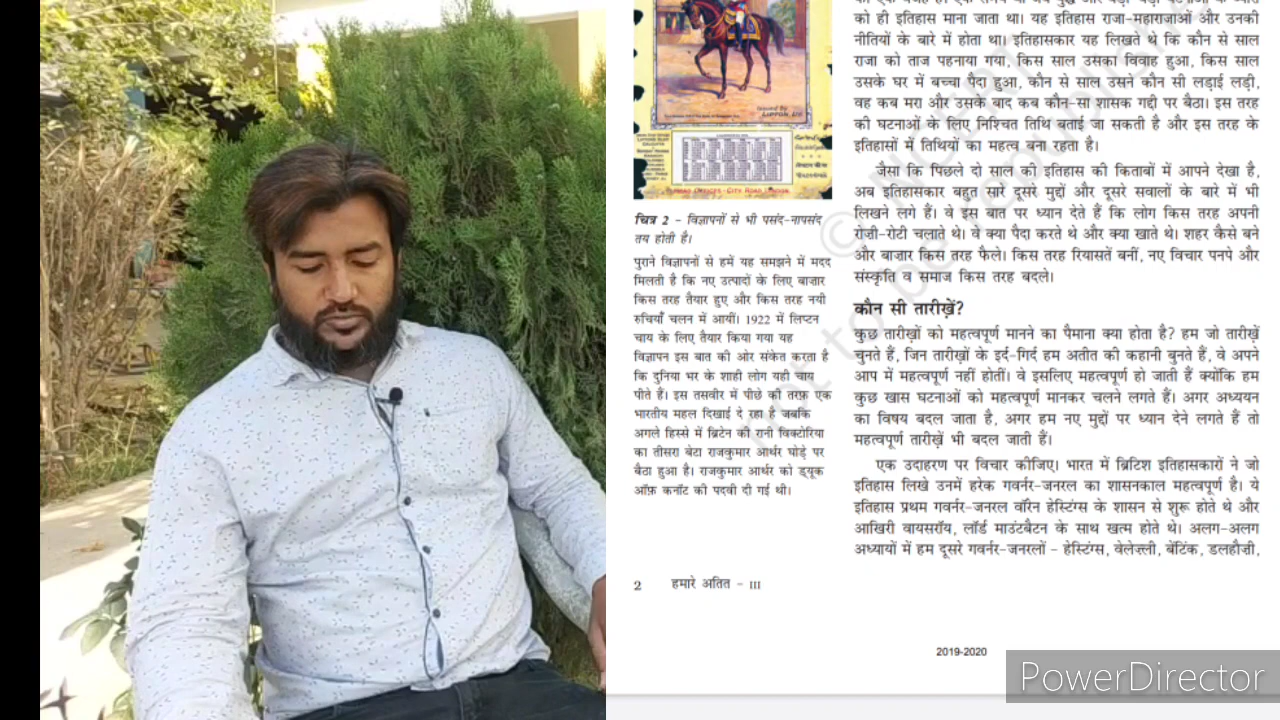 को ही इतिहास माना जाता था। यह इतिहास राजा-महाराजाओं और उनकी
नीतियों के बारे में होता था। इतिहासकार यह लिखते थे कि कौन से साल
राजा को ताज पहनाया गया, किस साल उसका विवाह हुआ, किस साल
उसके घर में बच्चा पैदा हुआ, कौन से साल उसने कौन सी लड़ाई लड़ी,
वह कब मरा और उसके बाद कब कौन-सा शासक गद्दी पर बैठा। इस तरह
की घटनाओं के लिए निश्चित तिथि बताई जा सकती है और इस तरह के
इतिहासों में तिथियों का महत्व बना रहता है।
जैसा कि पिछले दो साल की इतिहास की किताबों में आपने देखा है,
अब इतिहासकार बहुत सारे दूसरे मुद्दों और दूसरे सवालों के बारे में भी
लिखने लगे हैं। वे इस बात पर ध्यान देते हैं कि लोग किस तरह अपनी
रोज़ी-रोटी चलाते थे। वे क्या पैदा करते थे और क्या खाते थे। शहर कैसे बने
और बाज़ार किस तरह फैले। किस तरह रियासतें बनीं, नए विचार पनपे और
संस्कृति व समाज किस तरह बदले।
कौन सी तारीख़ें?
कुछ तारीख़ों को महत्वपूर्ण मानने का पैमाना क्या होता है? हम जो तारीख़ें
चुनते हैं, जिन तारीख़ों के इर्द-गिर्द हम अतीत की कहानी बुनते हैं, वे अपने
आप में महत्वपूर्ण नहीं होतीं। वे इसलिए महत्वपूर्ण हो जाती हैं क्योंकि हम
कुछ ख़ास घटनाओं को महत्वपूर्ण मानकर चलने लगते हैं। अगर अध्ययन
का विषय बदल जाता है, अगर हम नए मुद्दों पर ध्यान देने लगते हैं तो
महत्वपूर्ण तारीख़ें भी बदल जाती हैं।
एक उदाहरण पर विचार कीजिए। भारत में ब्रिटिश इतिहासकारों ने जो
इतिहास लिखे उनमें हरेक गवर्नर-जनरल का शासनकाल महत्वपूर्ण है। ये
इतिहास प्रथम गवर्नर-जनरल वॉरेन हेस्टिंग्स के शासन से शुरू होते थे और
आखिरी वायसरॉय, लॉर्ड माउंटबैटन के साथ ख़त्म होते थे। अलग-अलग
अध्यायों में हम दूसरे गवर्नर-जनरलों - हेस्टिंग्स, वेलेज़्ली, बेंटिंक, डलहौज़ी,
Issued by
LIPTON, LTD
HEAD OFFICES - CITY ROAD LONDON
चित्र 2 - विज्ञापनों से भी पसंद-नापसंद
तय होती है।
पुराने विज्ञापनों से हमें यह समझने में मदद
मिलती है कि नए उत्पादों के लिए बाज़ार
किस तरह तैयार हुए और किस तरह नयी
रुचियाँ चलन में आयीं। 1922 में लिप्टन
चाय के लिए तैयार किया गया यह
विज्ञापन इस बात की ओर संकेत करता है
कि दुनिया भर के शाही लोग यही चाय
पीते हैं। इस तसवीर में पीछे की तरफ़ एक
भारतीय महल दिखाई दे रहा है जबकि
अगले हिस्से में ब्रिटेन की रानी विक्टोरिया
का तीसरा बेटा राजकुमार आर्थर घोड़े पर
बैठा हुआ है। राजकुमार आर्थर को ड्यूक
ऑफ़ कनॉट की पदवी दी गई थी।
2 हमारे अतित - III
2019-2020
PowerDirector